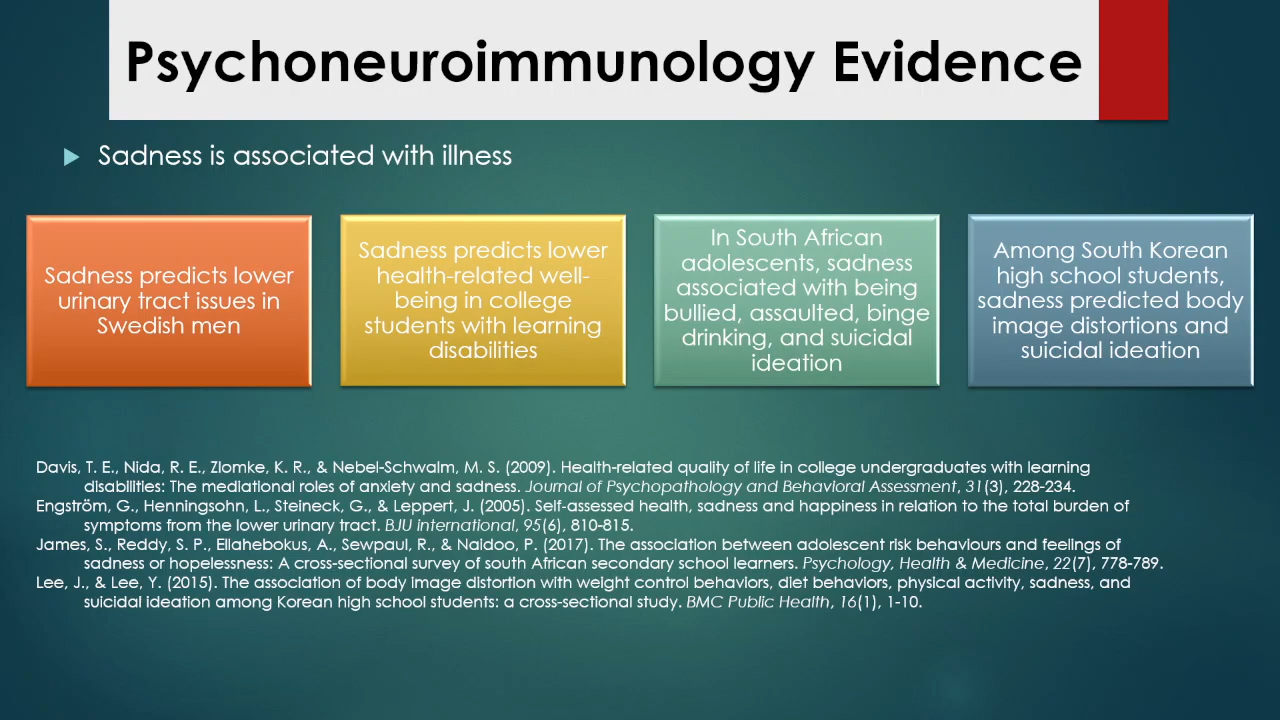 Psychoneuroimmunology Evidence
Sadness is associated with illness
Sadness predicts lower
urinary tract issues in
Swedish men
Sadness predicts lower
health-related well-
being in college
students with learning
disabilities
In South African
adolescents, sadness
associated with being
bullied, assaulted, binge
drinking, and suicidal
ideation
Among South Korean
high school students,
sadness predicted body
image distortions and
suicidal ideation
Davis, T. E., Nida, R. E., Zlomke, K. R., & Nebel-Schwalm, M. S. (2009). Health-related quality of life in college undergraduates with learning
disabilities: The mediational roles of anxiety and sadness. Journal of Psychopathology and Behavioral Assessment, 31(3), 228-234.
Engström, G., Henningsohn, L., Steineck, G., & Leppert, J. (2005). Self-assessed health, sadness and happiness in relation to the total burden of
symptoms from the lower urinary tract. BJU International, 95(6), 810-815.
James, S., Reddy, S. P., Ellahebokus, A., Sewpaul, R., & Naidoo, P. (2017). The association between adolescent risk behaviours and feelings of
sadness or hopelessness: A cross-sectional survey of south African secondary school learners. Psychology, Health & Medicine, 22(7), 778-789.
Lee, J., & Lee, Y. (2015). The association of body image distortion with weight control behaviors, diet behaviors, physical activity, sadness, and
suicidal ideation among Korean high school students: a cross-sectional study. BMC Public Health, 16(1), 1-10.